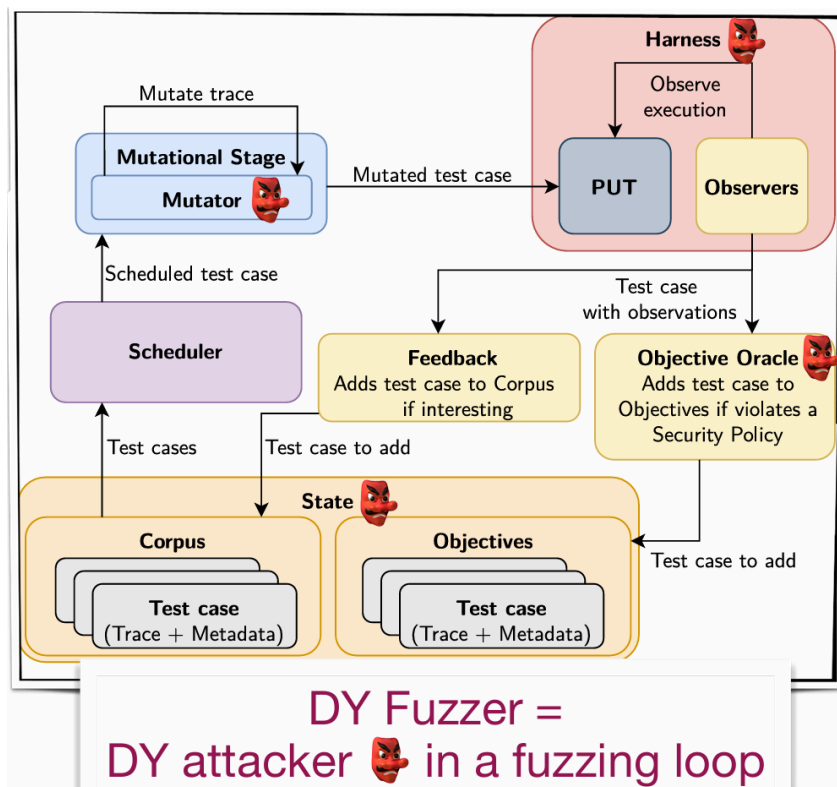 Harness
Mutate trace
Observe
execution
Mutational Stage
Mutator
Mutated test case
PUT
Observers
Scheduled test case
Test case
with observations
Scheduler
Feedback
Adds test case to Corpus
if interesting
Objective Oracle
Adds test case to
Objectives if violates a
Security Policy
Test cases
Test case to add
State
Corpus
Objectives
Test case to add
Test case
(Trace + Metadata)
Test case
(Trace + Metadata)
DY Fuzzer =
DY attacker 👺 in a fuzzing loop